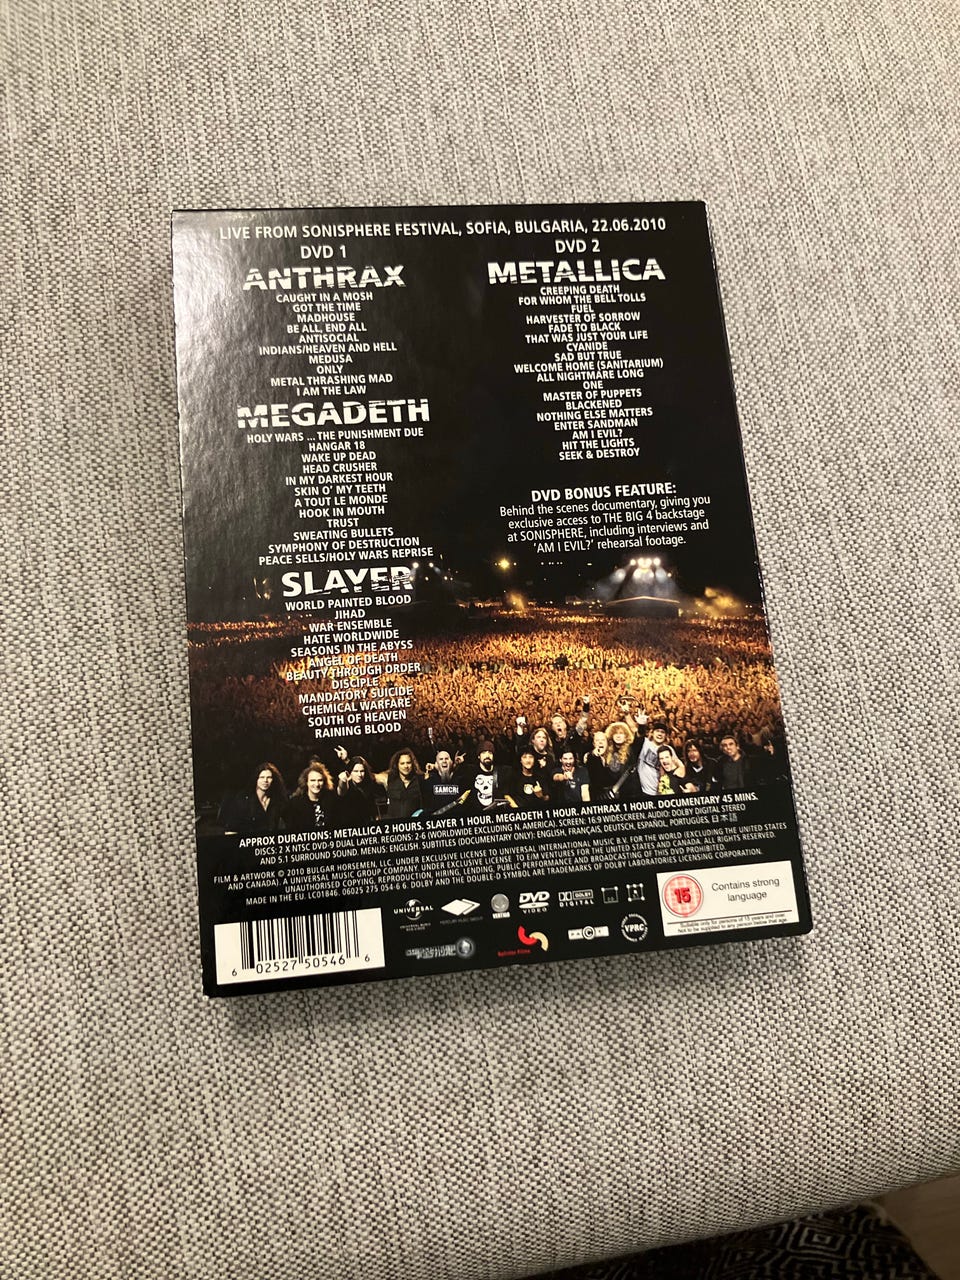 LIVE FROM SONISPHERE FESTIVAL, SOFIA, BULGARIA, 22.06.2010
DVD 1
ANTHRAX
CAUGHT IN A MOSH
GOT THE TIME
MADHOUSE
BE ALL, END ALL
ANTISOCIAL
INDIANS/HEAVEN AND HELL
MEDUSA
ONLY
METAL THRASHING MAD
I AM THE LAW
MEGADETH
HOLY WARS ... THE PUNISHMENT DUE
HANGAR 18
WAKE UP DEAD
HEAD CRUSHER
IN MY DARKEST HOUR
SKIN O' MY TEETH
A TOUT LE MONDE
HOOK IN MOUTH
TRUST
SWEATING BULLETS
SYMPHONY OF DESTRUCTION
PEACE SELLS/HOLY WARS REPRISE
SLAYER
WORLD PAINTED BLOOD
JIHAD
WAR ENSEMBLE
HATE WORLDWIDE
SEASONS IN THE ABYSS
ANGEL OF DEATH
BEAUTY THROUGH ORDER
DISCIPLE
MANDATORY SUICIDE
CHEMICAL WARFARE
SOUTH OF HEAVEN
RAINING BLOOD
DVD 2
METALLICA
CREEPING DEATH
FOR WHOM THE BELL TOLLS
FUEL
HARVESTER OF SORROW
FADE TO BLACK
THAT WAS JUST YOUR LIFE
CYANIDE
SAD BUT TRUE
WELCOME HOME (SANITARIUM)
ALL NIGHTMARE LONG
ONE
MASTER OF PUPPETS
BLACKENED
NOTHING ELSE MATTERS
ENTER SANDMAN
AM I EVIL?
HIT THE LIGHTS
SEEK & DESTROY
DVD BONUS FEATURE:
Behind the scenes documentary, giving you
exclusive access to THE BIG 4 backstage
at SONISPHERE, including interviews and
'AM I EVIL?' rehearsal footage.
SAMCRO
APPROX DURATIONS: METALLICA 2 HOURS. SLAYER 1 HOUR. MEGADETH 1 HOUR. ANTHRAX 1 HOUR. DOCUMENTARY 45 MINS.
DISCS: 2 X NTSC DVD-9 DUAL LAYER. REGIONS: 2-6 (WORLDWIDE EXCLUDING N. AMERICA). SCREEN: 16:9 WIDESCREEN. AUDIO: DOLBY DIGITAL STEREO
AND 5.1 SURROUND SOUND. MENUS: ENGLISH. SUBTITLES (DOCUMENTARY ONLY): ENGLISH, FRANÇAIS, DEUTSCH, ESPAÑOL, PORTUGUÊS, 日本語
FILM & ARTWORK © 2010 BULGAR HORSEMEN, LLC. UNDER EXCLUSIVE LICENSE TO UNIVERSAL INTERNATIONAL MUSIC B.V. FOR THE WORLD (EXCLUDING THE UNITED STATES
AND CANADA). A UNIVERSAL MUSIC GROUP COMPANY. UNDER EXCLUSIVE LICENSE TO E/M VENTURES FOR THE UNITED STATES AND CANADA. ALL RIGHTS RESERVED.
UNAUTHORISED COPYING, REPRODUCTION, HIRING, LENDING, PUBLIC PERFORMANCE AND BROADCASTING OF THIS DVD PROHIBITED.
MADE IN THE EU. LC01846. 06025 275 054-6 6. DOLBY AND THE DOUBLE-D SYMBOL ARE TRADEMARKS OF DOLBY LABORATORIES LICENSING CORPORATION.
UNIVERSAL
VERTIGO
DVD
VIDEO
DOLBY
DIGITAL
VPRC
15
Contains strong
language
Not to be supplied to any person below that age.
6 02527 50546 6